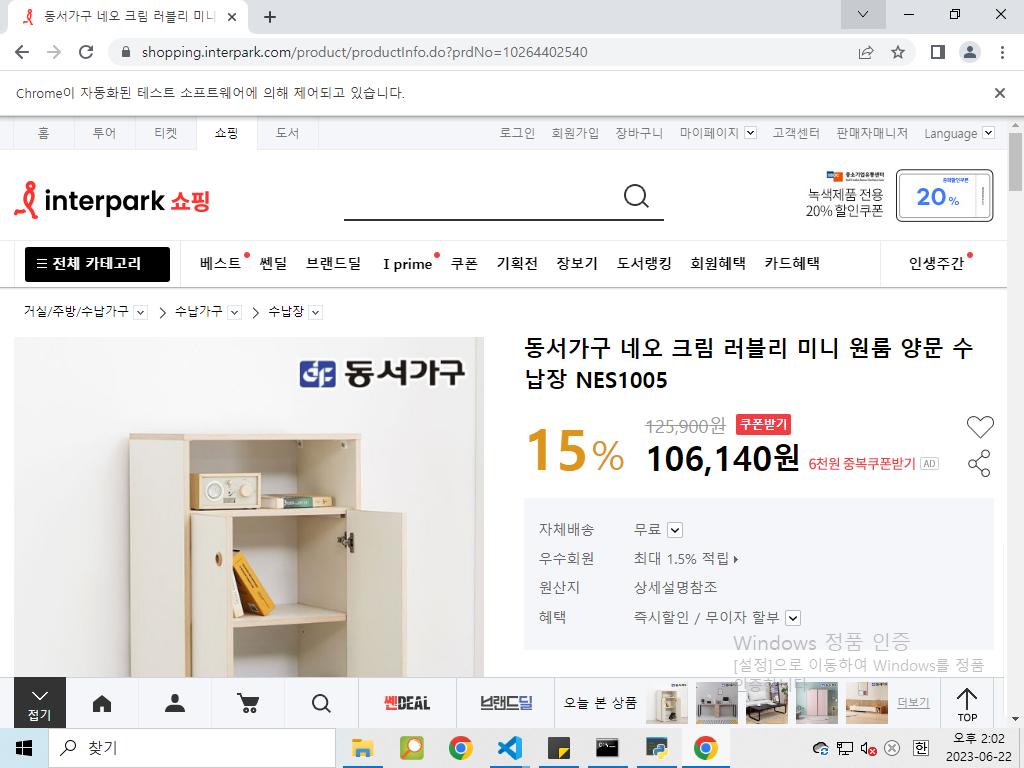 동서가구 네오 크림 러블리 미니
shopping.interpark.com/product/productInfo.do?prdNo=10264402540
Chrome이 자동화된 테스트 소프트웨어에 의해 제어되고 있습니다.
홈 투어 티켓 쇼핑 도서 로그인 회원가입 장바구니 마이페이지 고객센터 판매자매니저 Language
interpark 쇼핑
중소기업유통센터
녹색제품 전용
20% 할인쿠폰
20%
전체 카테고리 베스트 쎈딜 브랜드딜 I prime 쿠폰 기획전 장보기 도서랭킹 회원혜택 카드혜택 인생주간
거실/주방/수납가구 수납가구 수납장
동서가구
동서가구 네오 크림 러블리 미니 원룸 양문 수
납장 NES1005
15% 125,900원 쿠폰받기
106,140원 6천원 중복쿠폰받기 AD
자체배송 무료
우수회원 최대 1.5% 적립
원산지 상세설명참조
혜택 즉시할인 / 무이자 할부
Windows 정품 인증
[설정]으로 이동하여 Windows를 정품
접기 쎈DEAL 브랜드딜 오늘 본 상품 더보기 TOP
찾기 한 오후 2:02
2023-06-22